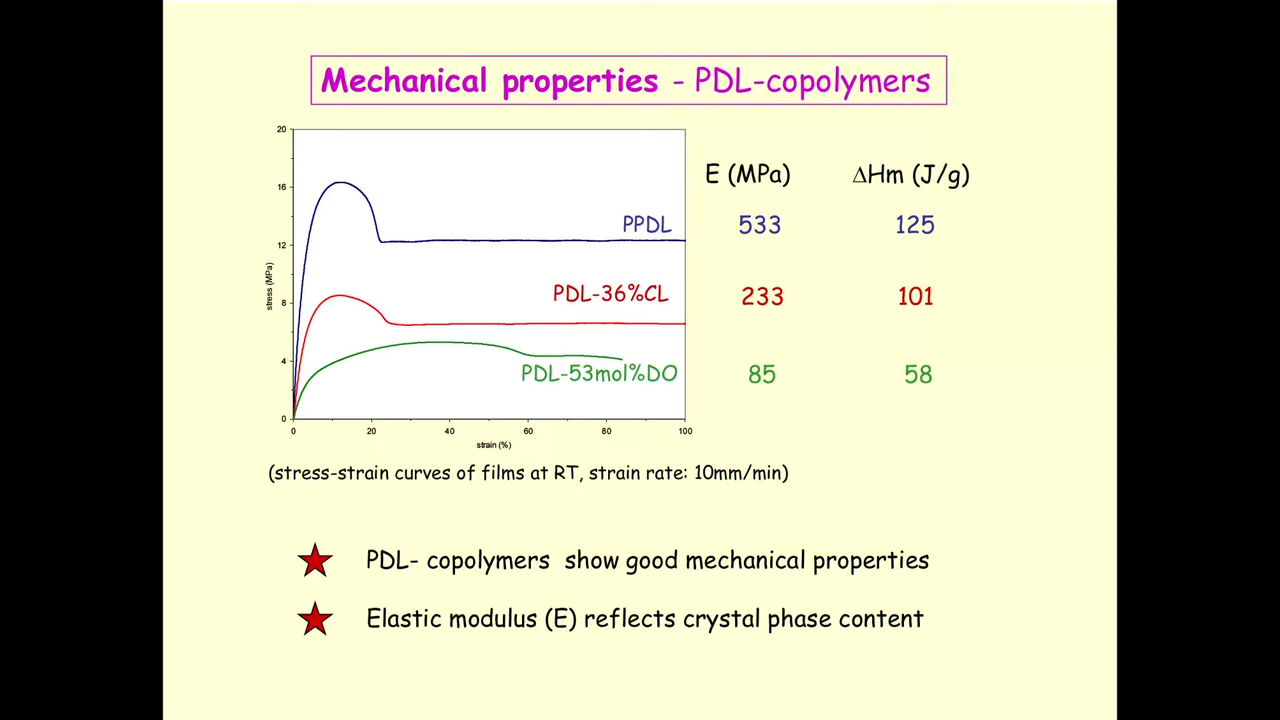 Mechanical properties - PDL-copolymers
20
16
12
8
4
0
stress (MPa)
0 20 40 60 80 100
strain (%)
PPDL
PDL-36%CL
PDL-53mol%DO
E (MPa) ΔHm (J/g)
533 125
233 101
85 58
(stress-strain curves of films at RT, strain rate: 10mm/min)
PDL- copolymers show good mechanical properties
Elastic modulus (E) reflects crystal phase content